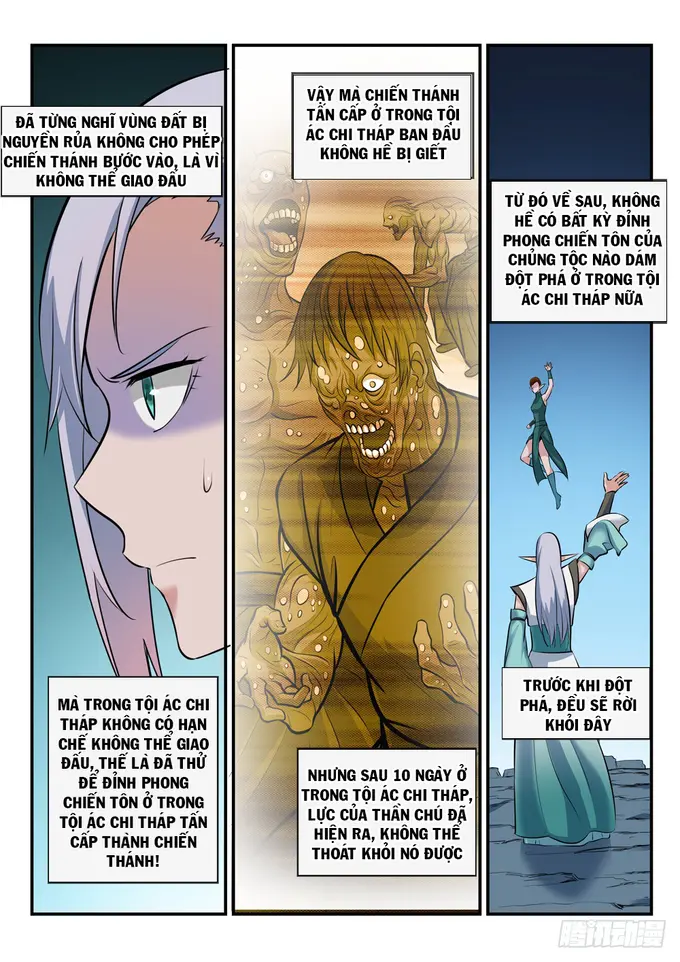 ĐÃ TỪNG NGHĨ VÙNG ĐẤT BỊ
NGUYỀN RỦA KHÔNG CHO PHÉP
CHIẾN THÁNH BƯỚC VÀO, LÀ VÌ
KHÔNG THỂ GIAO ĐẤU
MÀ TRONG TỘI ÁC CHI
THÁP KHÔNG CÓ HẠN
CHẾ KHÔNG THỂ GIAO
ĐẤU, THẾ LÀ ĐÃ THỬ
ĐỂ ĐỈNH PHONG
CHIẾN TÔN Ở TRONG
TỘI ÁC CHI THÁP TẤN
CẤP THÀNH CHIẾN
THÁNH!
VẬY MÀ CHIẾN THÁNH
TẤN CẤP Ở TRONG TỘI
ÁC CHI THÁP BAN ĐẦU
KHÔNG HỀ BỊ GIẾT
NHƯNG SAU 10 NGÀY Ở
TRONG TỘI ÁC CHI THÁP,
LỰC CỦA THẦN CHÚ ĐÃ
HIỆN RA, KHÔNG THỂ
THOÁT KHỎI NÓ ĐƯỢC
TỪ ĐÓ VỀ SAU, KHÔNG
HỀ CÓ BẤT KỲ ĐỈNH
PHONG CHIẾN TÔN CỦA
CHỦNG TỘC NÀO DÁM
ĐỘT PHÁ Ở TRONG TỘI
ÁC CHI THÁP NỮA
TRƯỚC KHI ĐỘT
PHÁ, ĐỀU SẼ RỜI
KHỎI ĐÂY
腾讯动漫